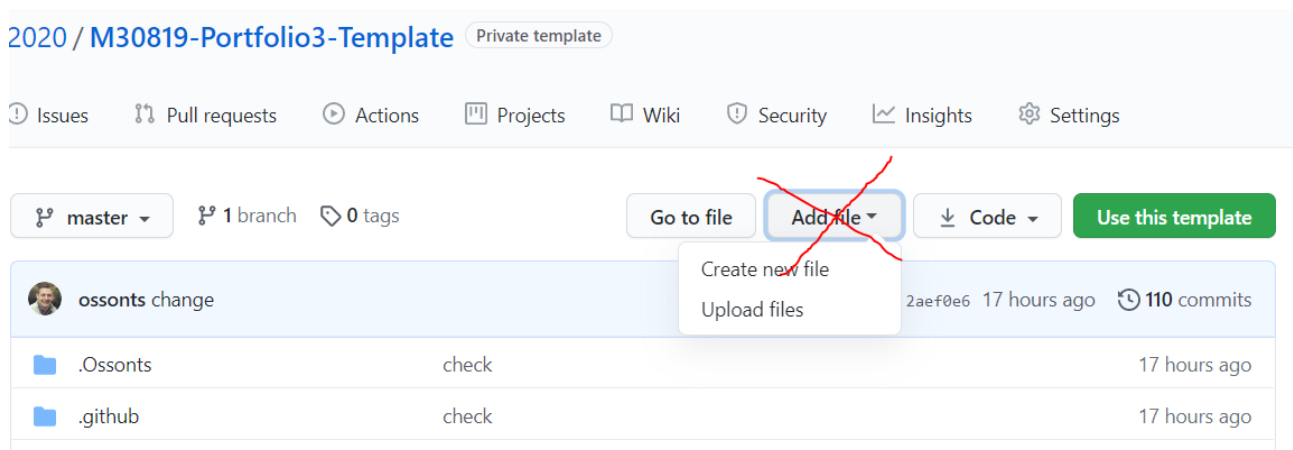 2020 / M30819-Portfolio3-Template Private template
Issues Pull requests Actions Projects Wiki Security Insights Settings
master 1 branch 0 tags Go to file Add file Code Use this template
Create new file
Upload files
ossonts change 2aef0e6 17 hours ago 110 commits
.Ossonts check 17 hours ago
.github check 17 hours ago